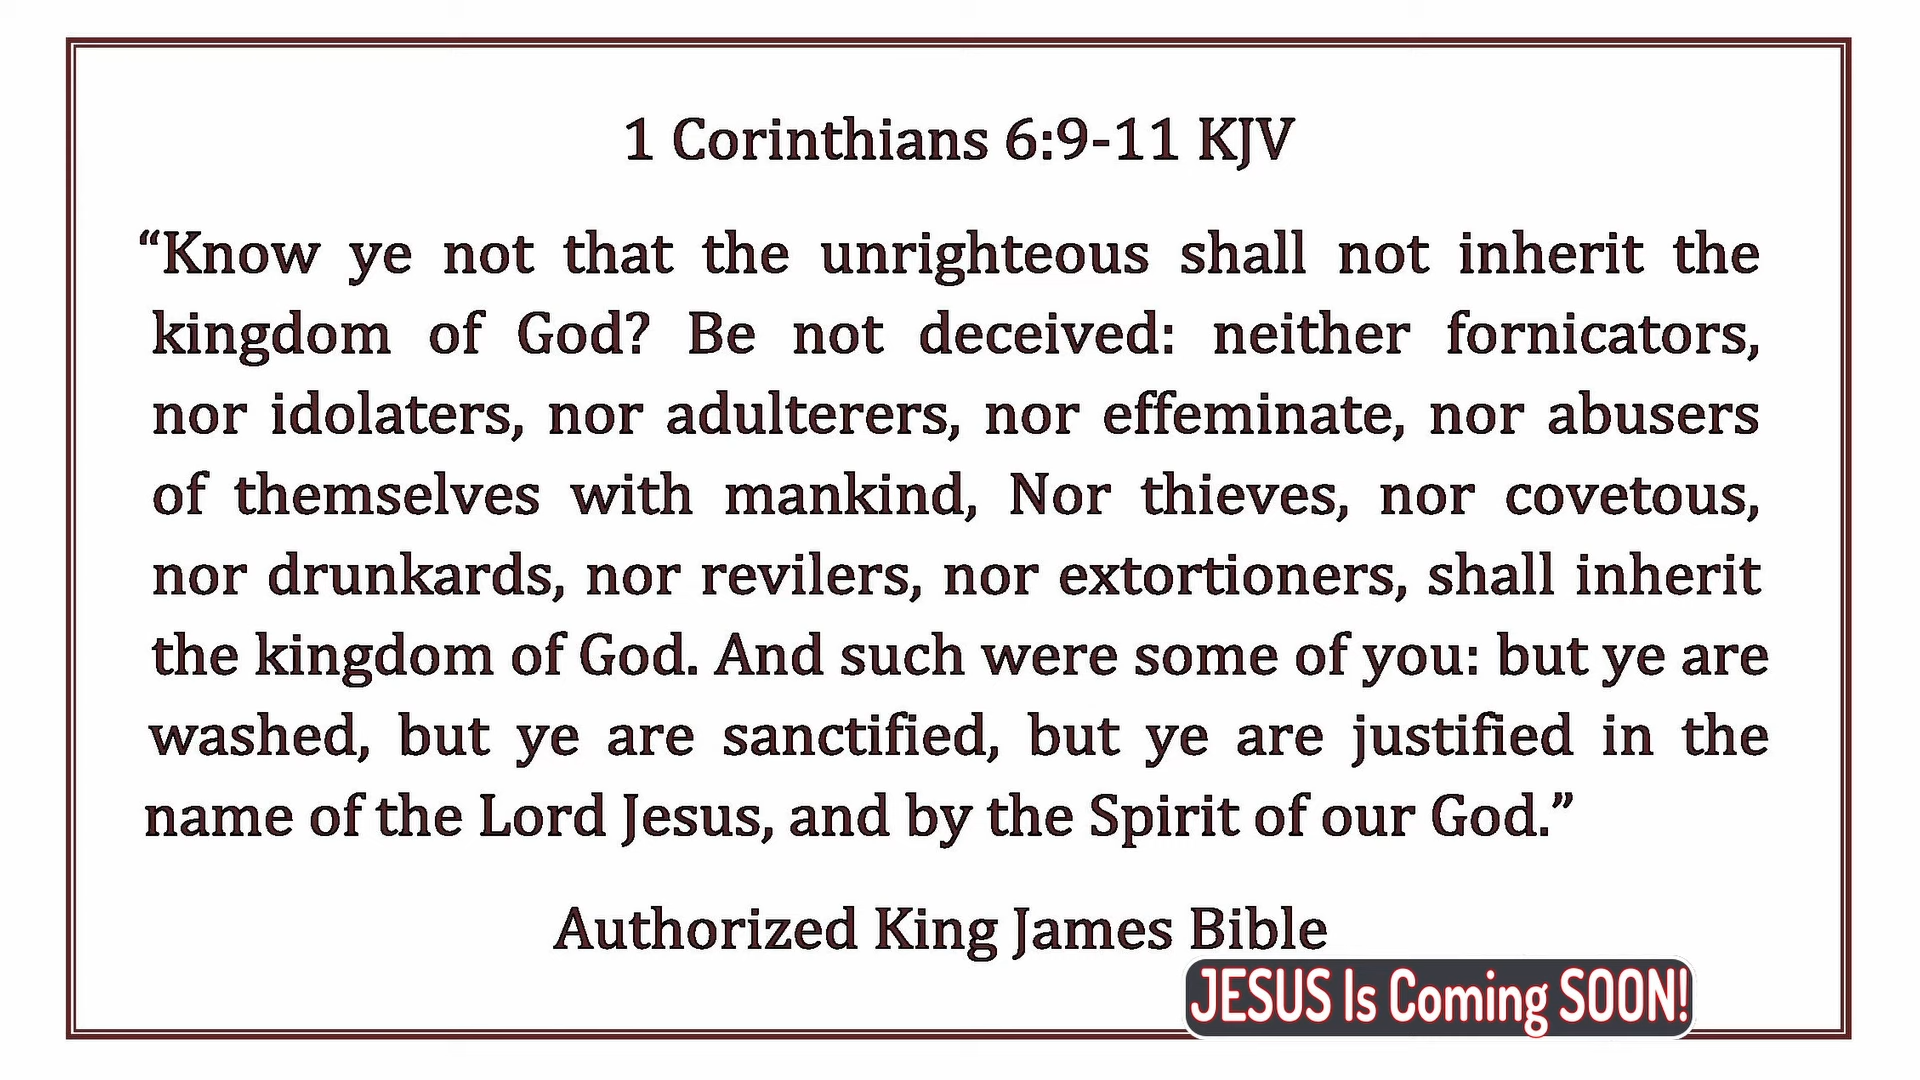 1 Corinthians 6:9-11 KJV
“Know ye not that the unrighteous shall not inherit the
kingdom of God? Be not deceived: neither fornicators,
nor idolaters, nor adulterers, nor effeminate, nor abusers
of themselves with mankind, Nor thieves, nor covetous,
nor drunkards, nor revilers, nor extortioners, shall inherit
the kingdom of God. And such were some of you: but ye are
washed, but ye are sanctified, but ye are justified in the
name of the Lord Jesus, and by the Spirit of our God.”
Authorized King James Bible
JESUS Is Coming SOON!